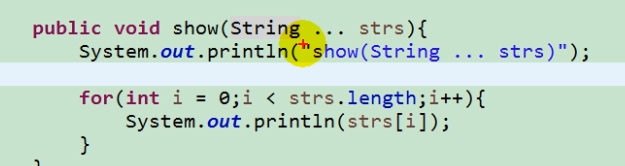 public void show(String ... strs){
System.out.println("show(String ... strs)");
for(int i = 0;i < strs.length;i++){
System.out.println(strs[i]);
}
}